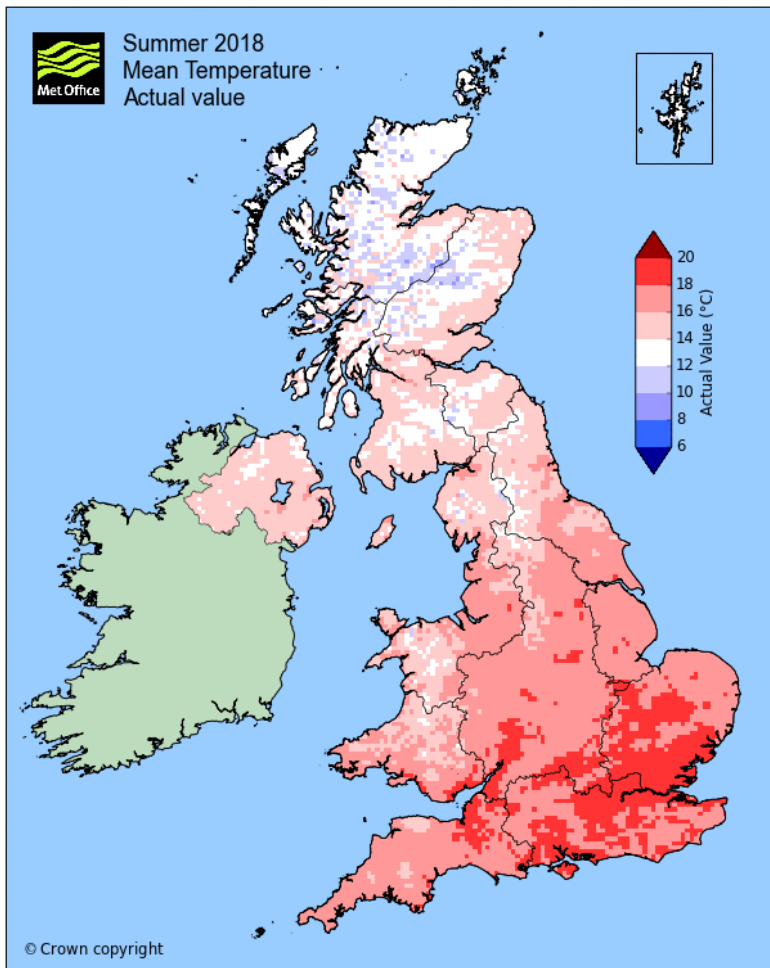 Summer 2018
Mean Temperature
Actual value
Met Office
20
18
16
14
12
10
8
6
Actual Value (°C)
© Crown copyright